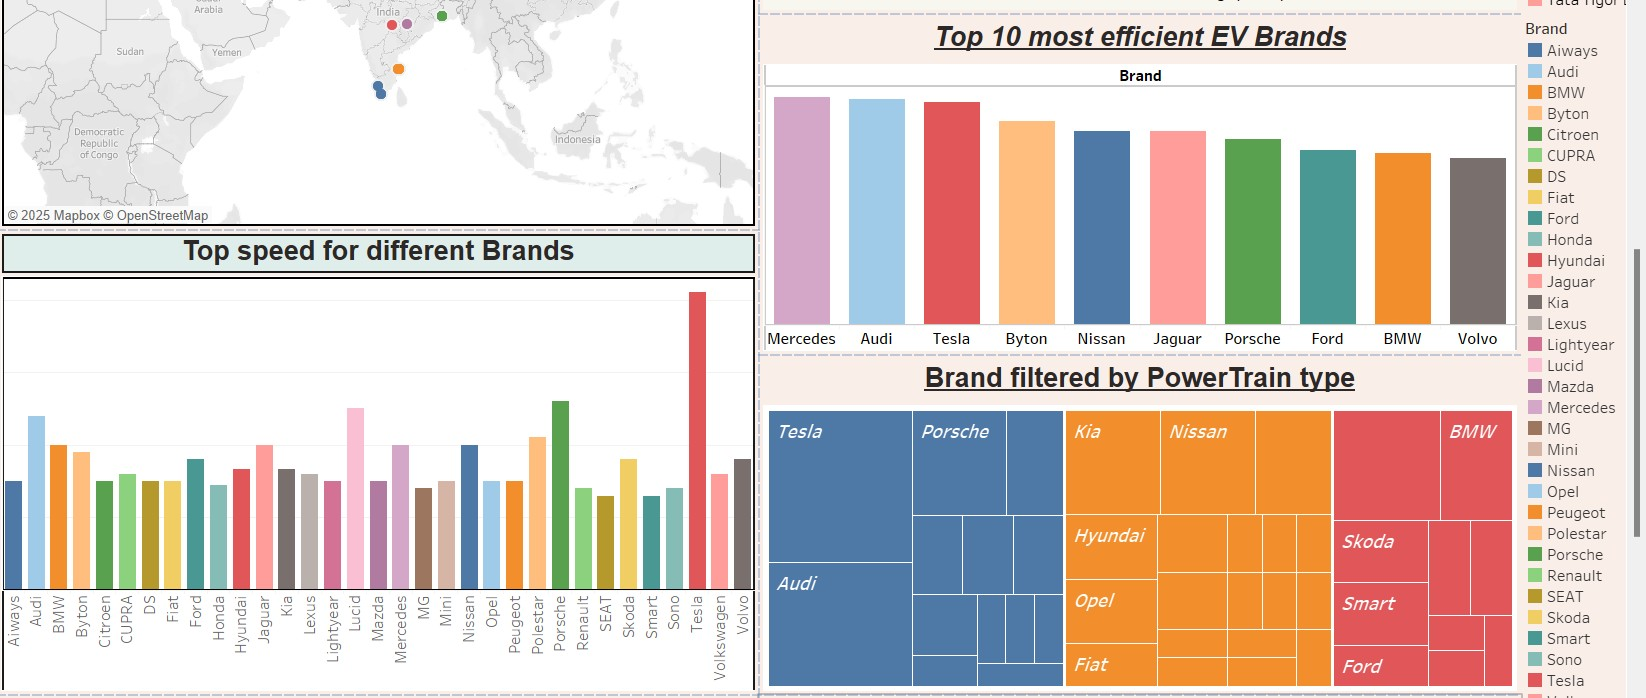 Arabia
India
Sudan
Yemen
Democratic
Republic
of Congo
Indonesia
© 2025 Mapbox © OpenStreetMap
Top speed for different Brands
Aiways
Audi
BMW
Byton
Citroen
CUPRA
DS
Fiat
Ford
Honda
Hyundai
Jaguar
Kia
Lexus
Lightyear
Lucid
Mazda
Mercedes
MG
Mini
Nissan
Opel
Peugeot
Polestar
Porsche
Renault
SEAT
Skoda
Smart
Sono
Tesla
Volkswagen
Volvo
Top 10 most efficient EV Brands
Brand
Mercedes
Audi
Tesla
Byton
Nissan
Jaguar
Porsche
Ford
BMW
Volvo
Brand filtered by PowerTrain type
Tesla
Porsche
Audi
Kia
Nissan
Hyundai
Opel
Fiat
BMW
Skoda
Smart
Ford
Tata Tigor
Brand
Aiways
Audi
BMW
Byton
Citroen
CUPRA
DS
Fiat
Ford
Honda
Hyundai
Jaguar
Kia
Lexus
Lightyear
Lucid
Mazda
Mercedes
MG
Mini
Nissan
Opel
Peugeot
Polestar
Porsche
Renault
SEAT
Skoda
Smart
Sono
Tesla